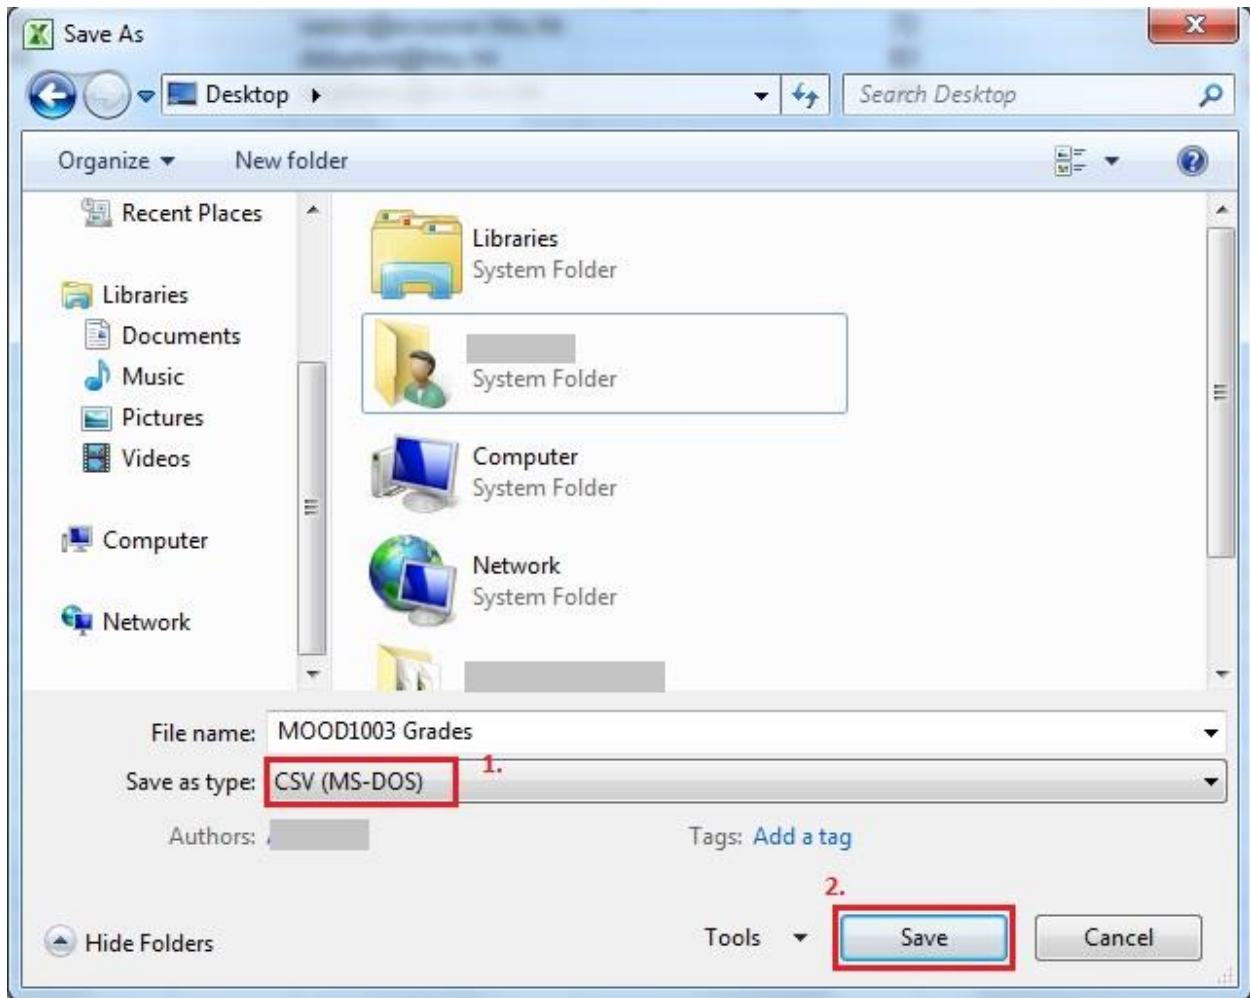 Save As
Desktop
Search Desktop
Organize
New folder
Recent Places
Libraries
Documents
Music
Pictures
Videos
Computer
Network
Libraries
System Folder
System Folder
Computer
System Folder
Network
System Folder
File name: MOOD1003 Grades
Save as type: CSV (MS-DOS)
1.
Authors:
Tags: Add a tag
2.
Hide Folders
Tools
Save
Cancel